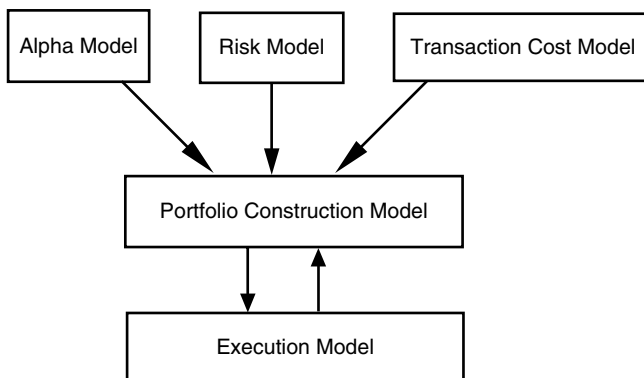 Alpha Model
Risk Model
Transaction Cost Model
Portfolio Construction Model
Execution Model